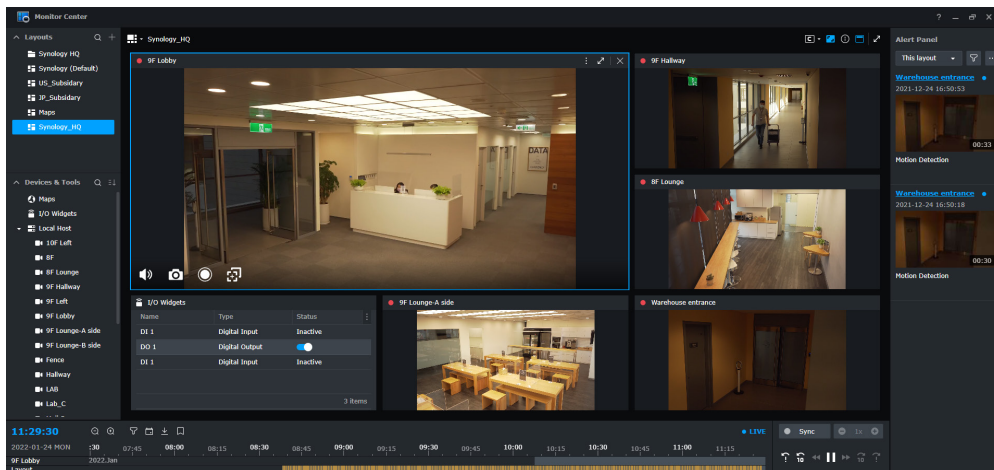 Monitor Center
Layouts
Synology HQ
Synology (Default)
US_Subsidary
JP_Subsidary
Maps
Synology_HQ
Devices & Tools
Maps
I/O Widgets
Local Host
10F Left
8F
8F Lounge
9F Hallway
9F Left
9F Lobby
9F Lounge-A side
9F Lounge-B side
Fence
Hallway
LAB
Lab_C
Synology_HQ
9F Lobby
DATA
9F Hallway
8F Lounge
I/O Widgets
Name Type Status
DI 1 Digital Input Inactive
DO 1 Digital Output
DI 1 Digital Input Inactive
3 items
9F Lounge-A side
Warehouse entrance
Alert Panel
This layout
Warehouse entrance
2021-12-24 16:50:53
00:33
Motion Detection
Warehouse entrance
2021-12-24 16:50:18
00:30
Motion Detection
11:29:30
LIVE
Sync
1x
2022-01-24 MON
:30 07:45 08:00 08:15 08:30 08:45 09:00 09:15 09:30 09:45 10:00 10:15 10:30 10:45 11:00 11:15
9F Lobby 2022.Jan
Layout
10 10